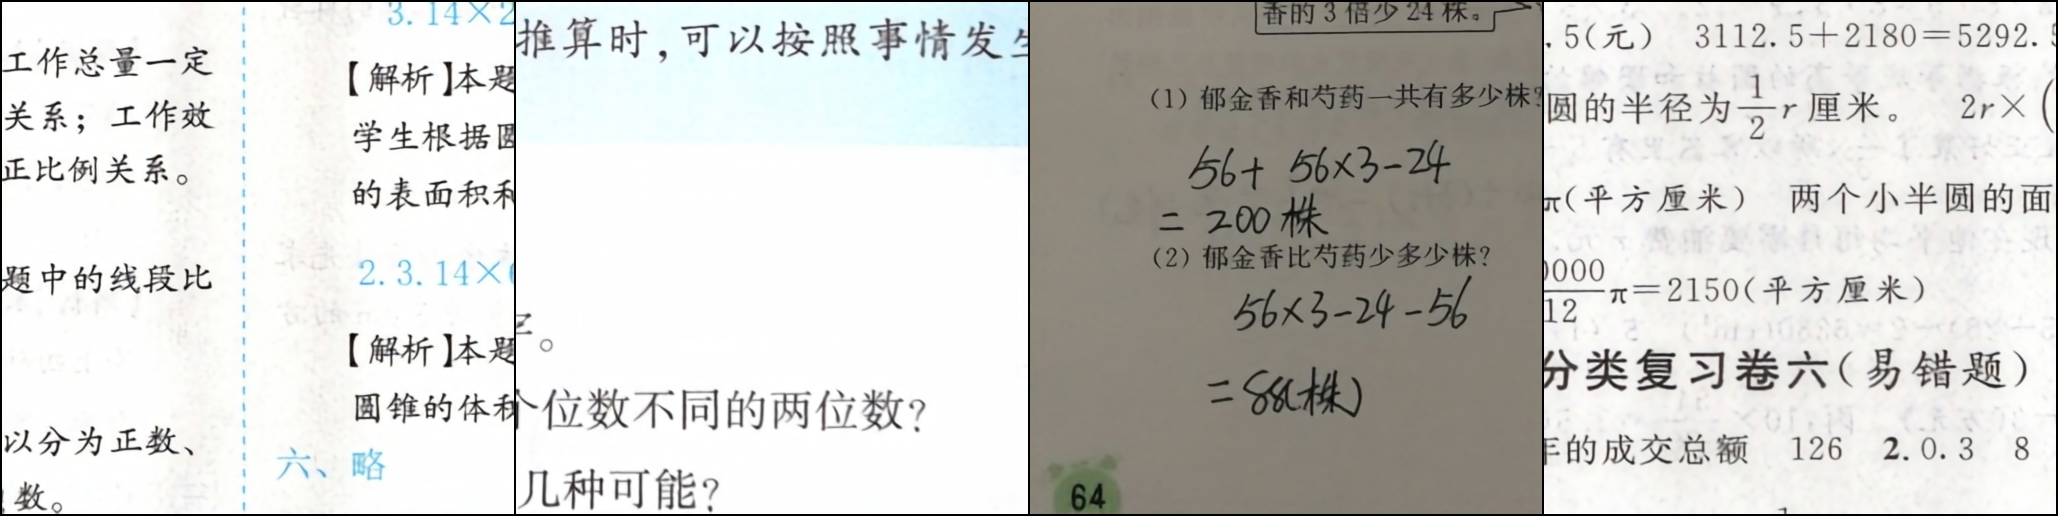 工作总量一定
关系；工作效
正比例关系。
题中的线段比
以分为正数、
数。
3.14×2
【解析】本题
学生根据圆
的表面积和
2.3.14×6
【解析】本题
圆锥的体积
六、略
推算时，可以按照事情发生
。
个位数不同的两位数？
几种可能？
香的3倍少24株。
（1）郁金香和芍药一共有多少株？
56+56×3-24
=200株
（2）郁金香比芍药少多少株？
56×3-24-56
=88(株)
64
.5(元) 3112.5+2180=5292.5
圆的半径为1/2 r厘米。 2r×(
π(平方厘米) 两个小半圆的面
0000/12 π=2150(平方厘米)
分类复习卷六(易错题)
年的成交总额 126 2.0.3 8